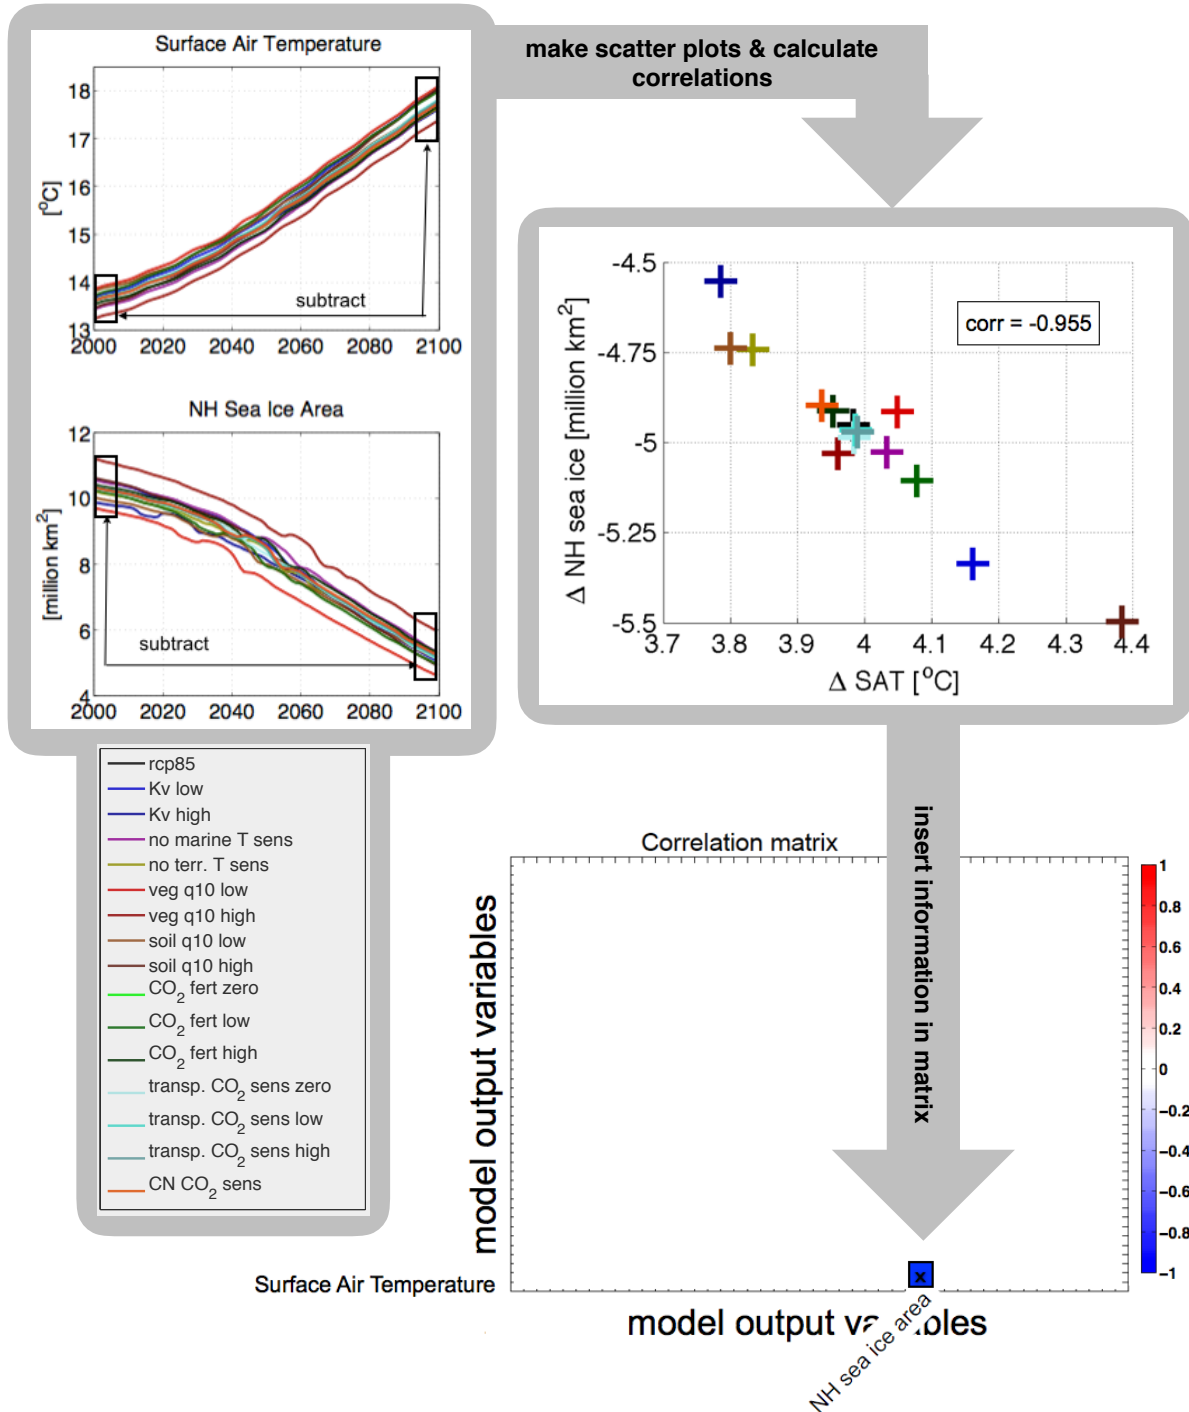 Surface Air Temperature
18
17
16
15
14
13
[°C]
subtract
2000 2020 2040 2060 2080 2100
NH Sea Ice Area
12
10
8
6
4
[million km²]
subtract
2000 2020 2040 2060 2080 2100
make scatter plots & calculate
correlations
-4.5
-4.75
-5
-5.25
-5.5
Δ NH sea ice [million km²]
corr = -0.955
3.7 3.8 3.9 4 4.1 4.2 4.3 4.4
Δ SAT [°C]
rcp85
Kv low
Kv high
no marine T sens
no terr. T sens
veg q10 low
veg q10 high
soil q10 low
soil q10 high
CO₂ fert zero
CO₂ fert low
CO₂ fert high
transp. CO₂ sens zero
transp. CO₂ sens low
transp. CO₂ sens high
CN CO₂ sens
insert information in matrix
Correlation matrix
model output variables
1
0.8
0.6
0.4
0.2
0
−0.2
−0.4
−0.6
−0.8
−1
x
Surface Air Temperature
model output va bles
NH sea ice area